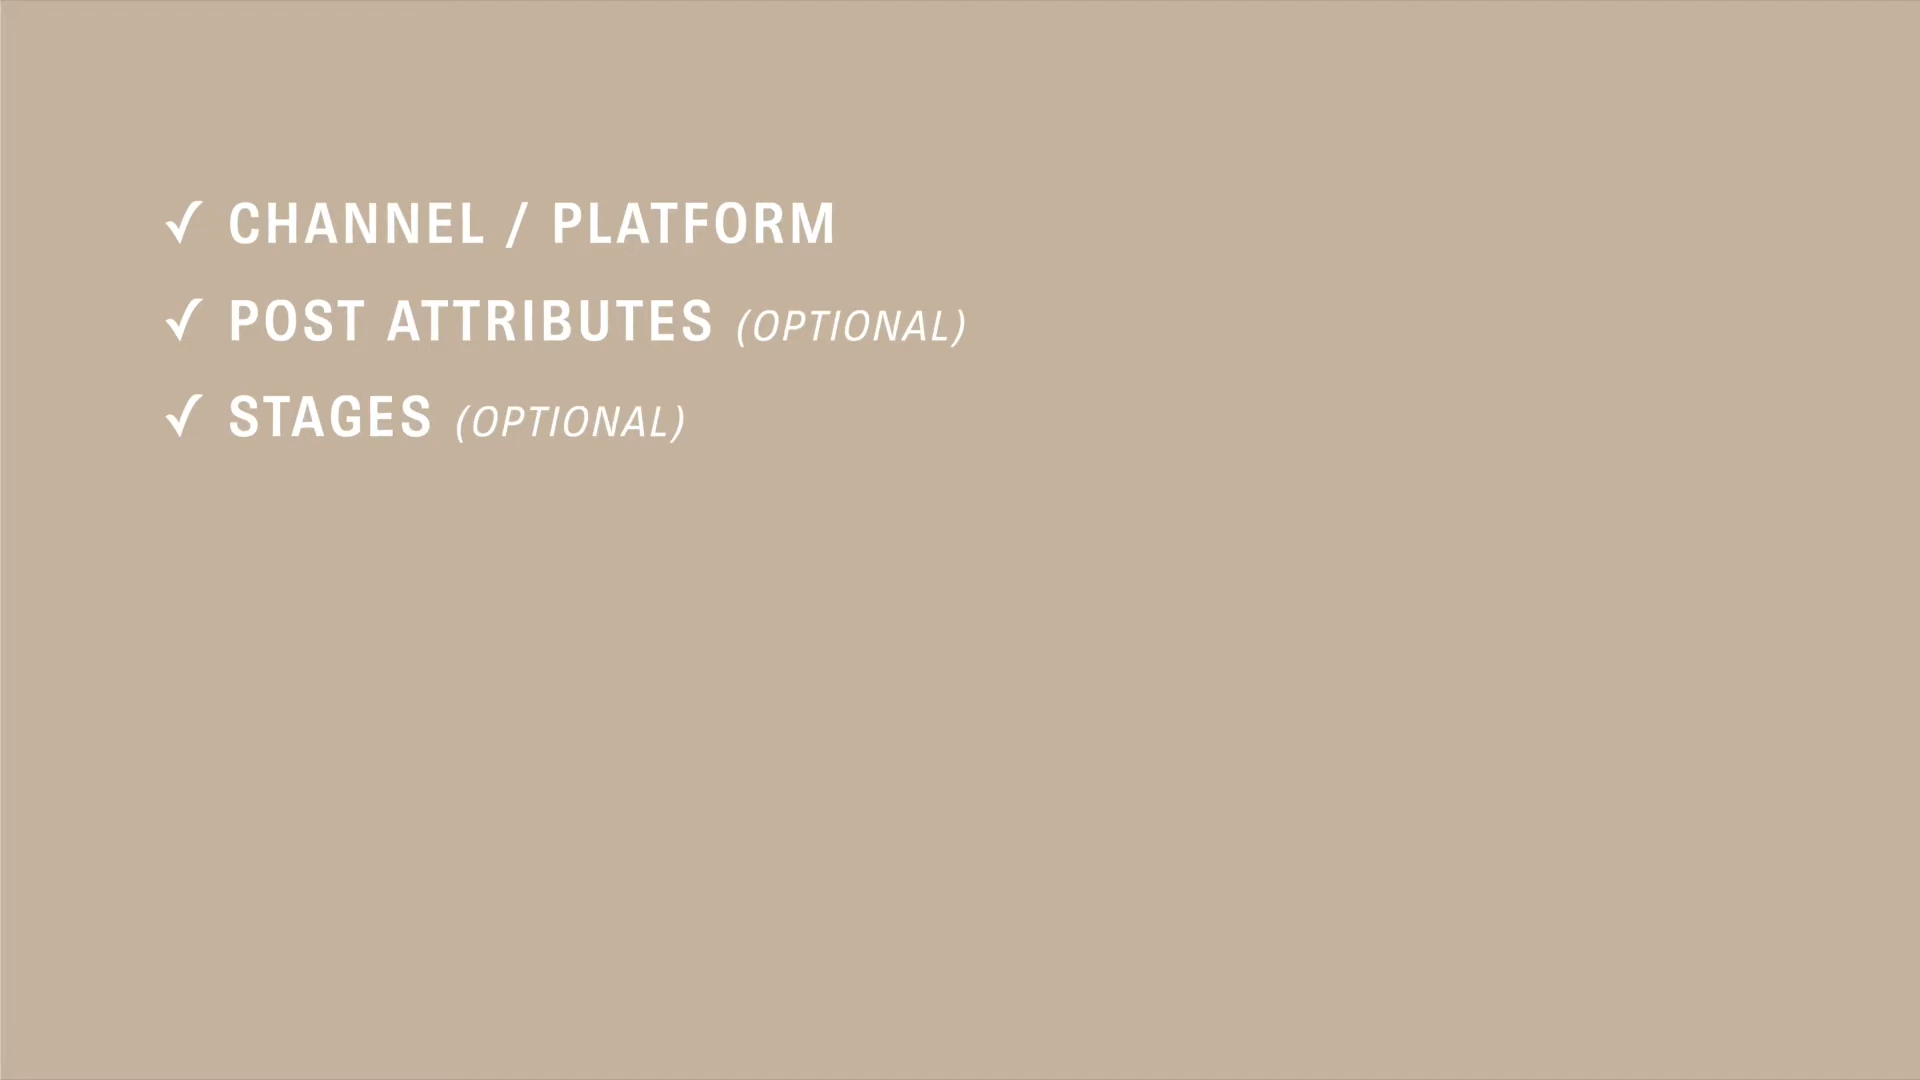 ✓ CHANNEL / PLATFORM
✓ POST ATTRIBUTES (OPTIONAL)
✓ STAGES (OPTIONAL)